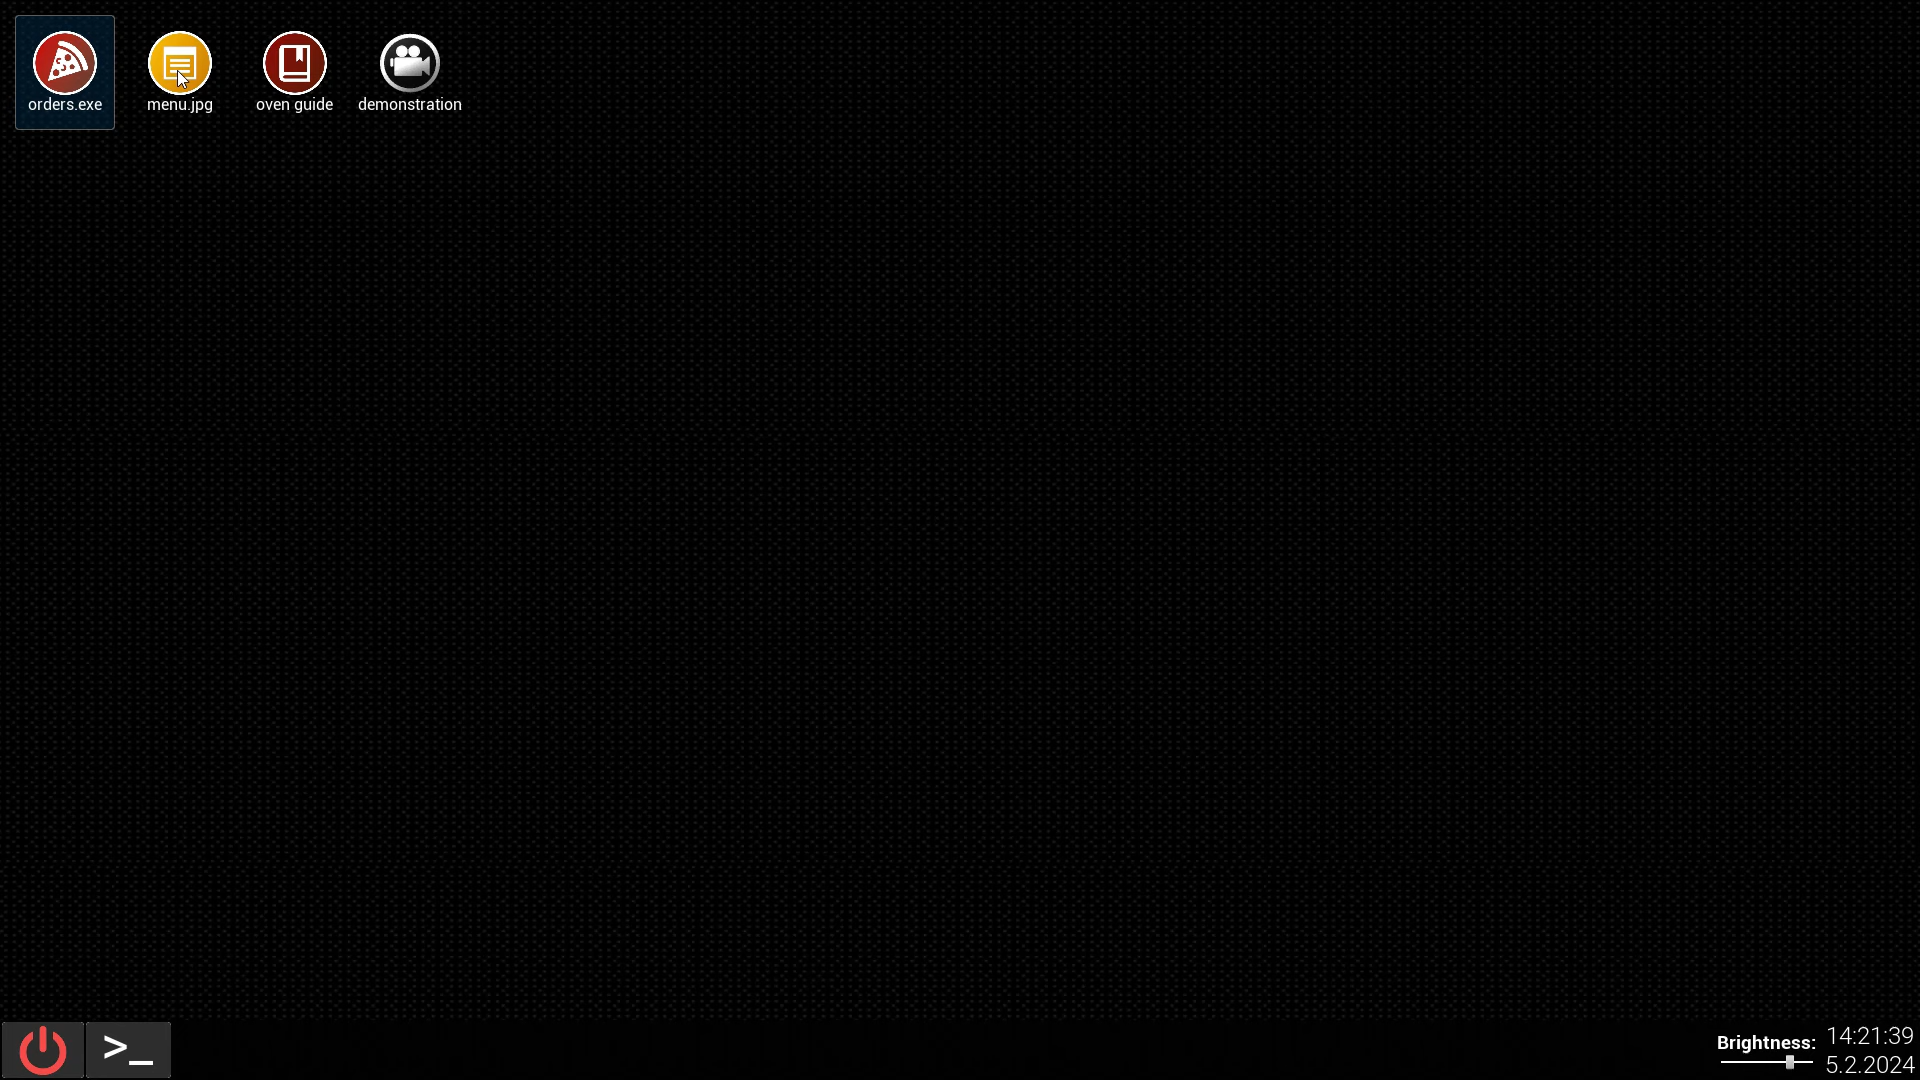 orders.exe
menu.jpg
oven guide
demonstration
>_
Brightness:
14:21:39
5.2.2024